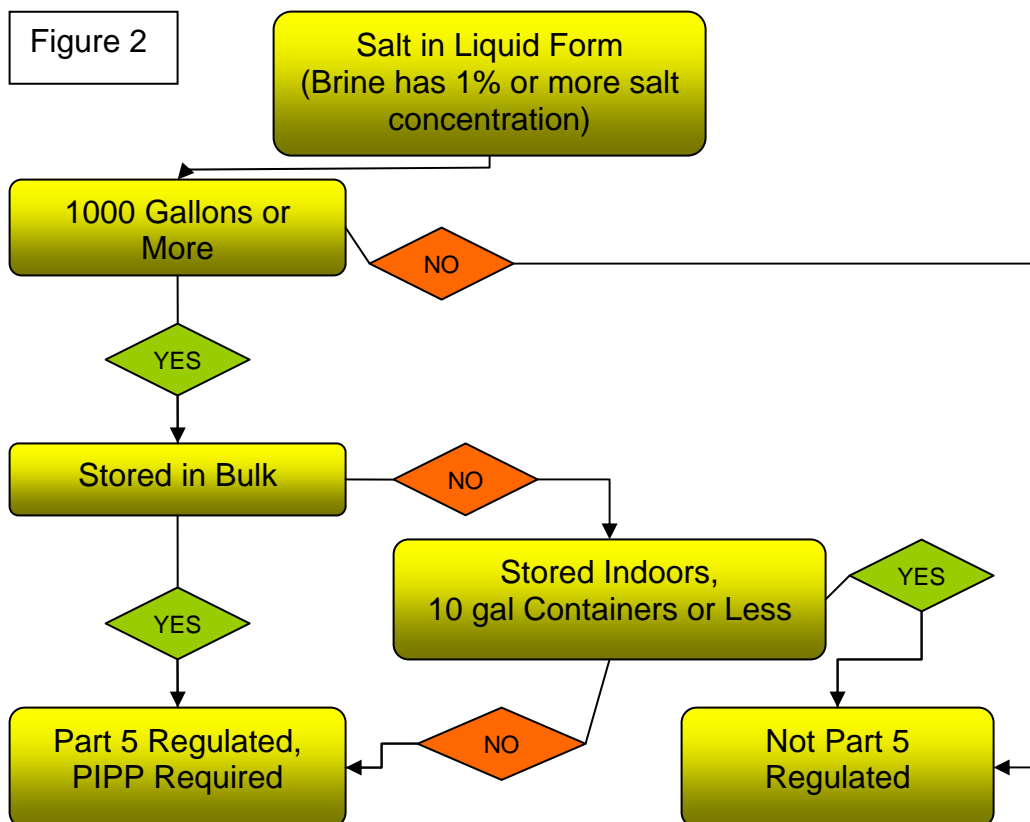 Figure 2
Salt in Liquid Form
(Brine has 1% or more salt
concentration)
1000 Gallons or
More
NO
YES
Stored in Bulk
NO
Stored Indoors,
10 gal Containers or Less
YES
YES
Part 5 Regulated,
PIPP Required
NO
Not Part 5
Regulated